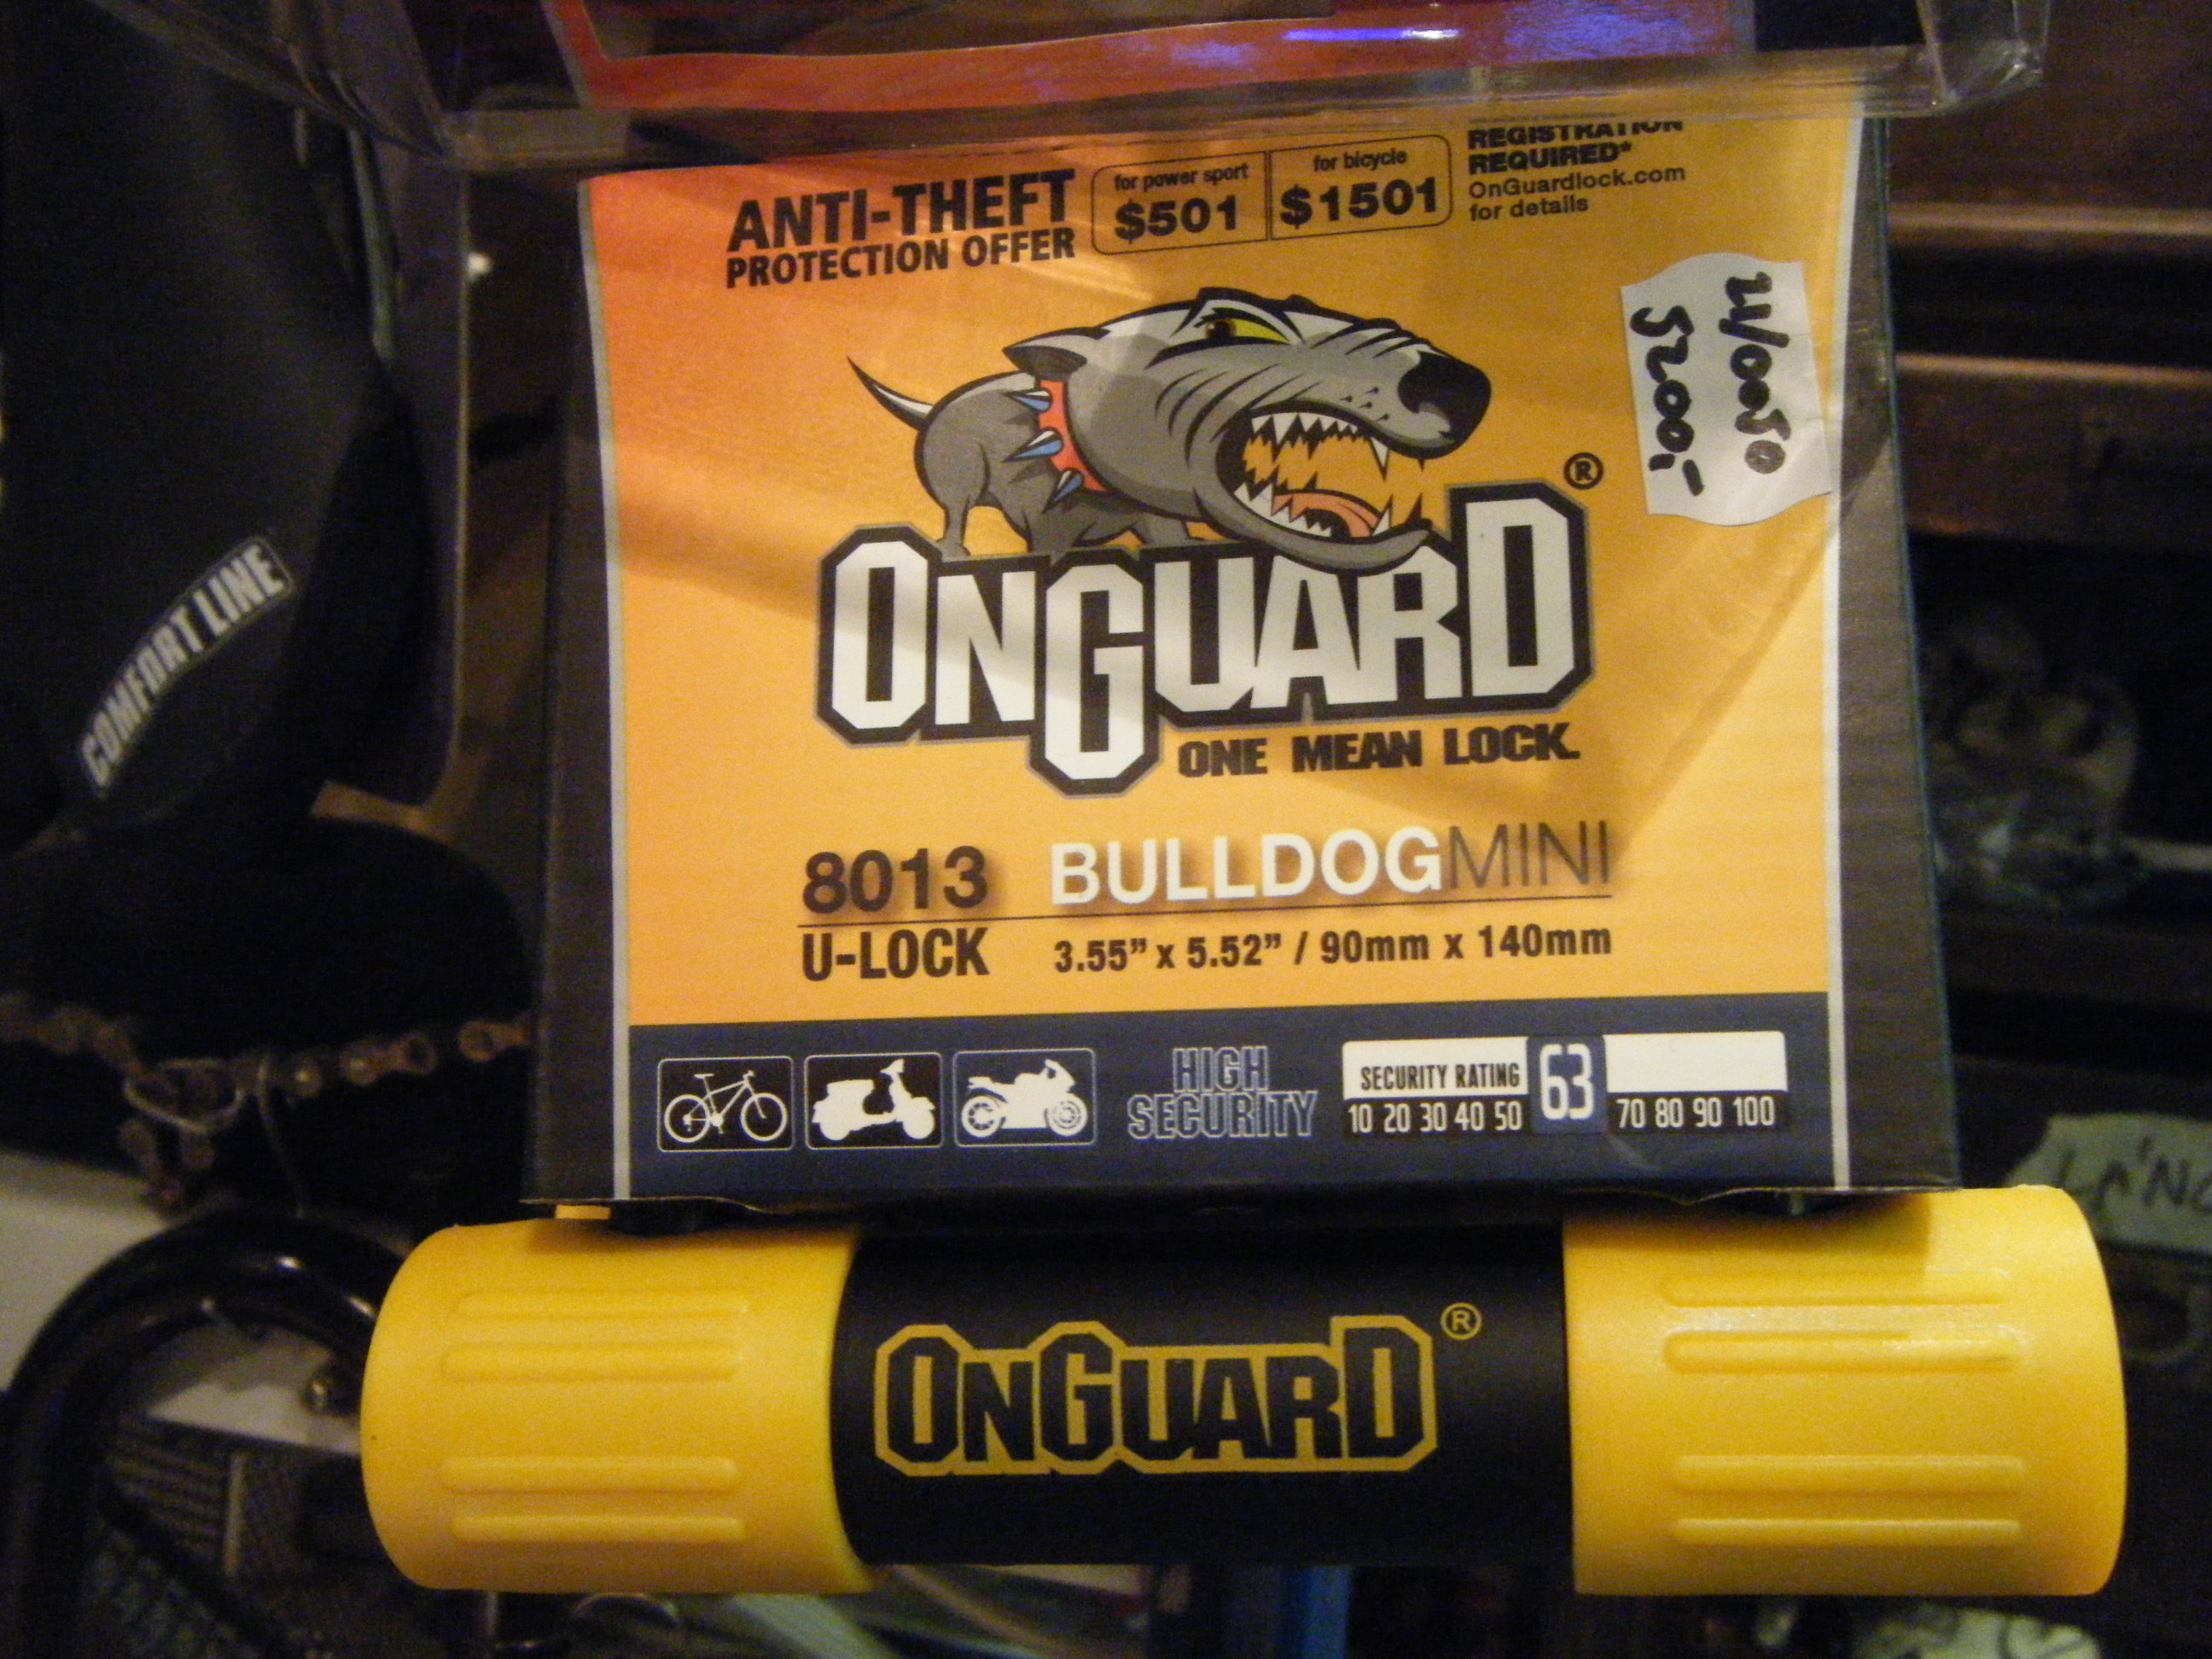 ANTI-THEFT
PROTECTION OFFER
for power sport
$501
for bicycle
$1501
REGISTRATION
REQUIRED*
OnGuardlock.com
for details
5200,-
ONGUARD®
ONE MEAN LOCK.
8013 BULLDOGMINI
U-LOCK 3.55” x 5.52” / 90mm x 140mm
HIGH
SECURITY
SECURITY RATING 63
10 20 30 40 50 70 80 90 100
ONGUARD®
COMFORT LINE